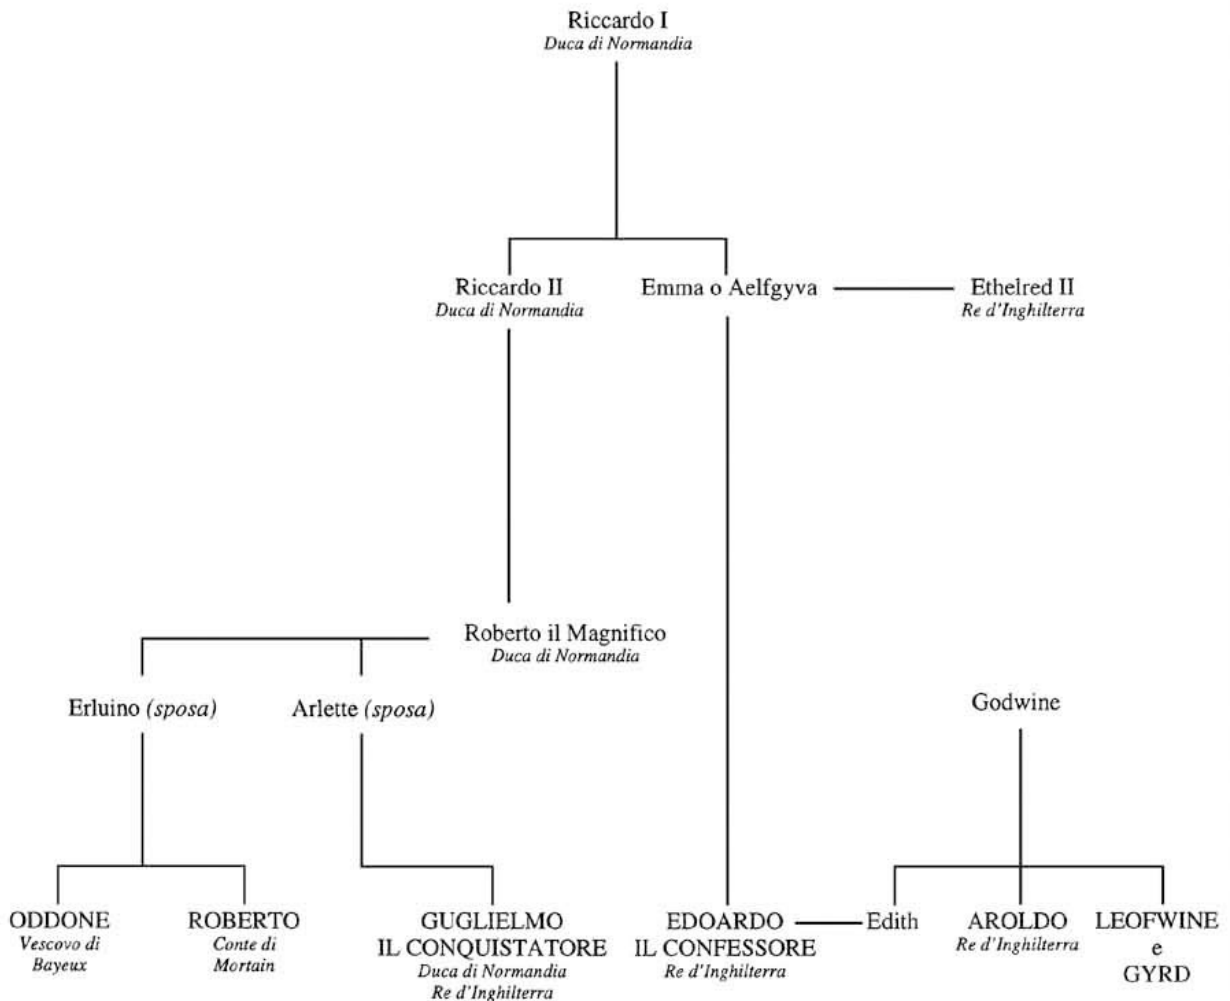 Riccardo I
Duca di Normandia
Riccardo II
Duca di Normandia
Emma o Aelfgyva
Ethelred II
Re d'Inghilterra
Roberto il Magnifico
Duca di Normandia
Erluino (sposa)
Arlette (sposa)
Godwine
ODDONE
Vescovo di
Bayeux
ROBERTO
Conte di
Mortain
GUGLIELMO
IL CONQUISTATORE
Duca di Normandia
Re d'Inghilterra
EDOARDO
IL CONFESSORE
Re d'Inghilterra
Edith
AROLDO
Re d'Inghilterra
LEOFWINE
e
GYRD